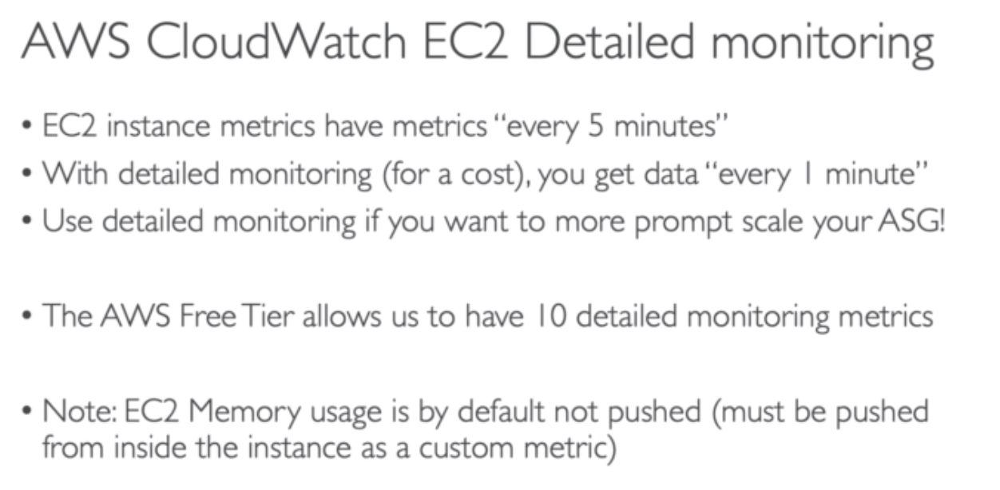 AWS CloudWatch EC2 Detailed monitoring
• EC2 instance metrics have metrics “every 5 minutes”
• With detailed monitoring (for a cost), you get data “every 1 minute”
• Use detailed monitoring if you want to more prompt scale your ASG!
• The AWS Free Tier allows us to have 10 detailed monitoring metrics
• Note: EC2 Memory usage is by default not pushed (must be pushed
from inside the instance as a custom metric)